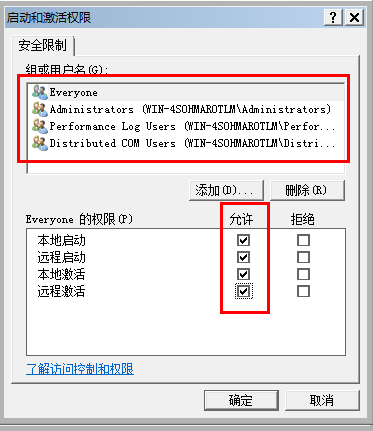 启动和激活权限
安全限制
组或用户名(G):
Everyone
Administrators (WIN-4SOHMAROTLM\Administrators)
Performance Log Users (WIN-4SOHMAROTLM\Perfor...
Distributed COM Users (WIN-4SOHMAROTLM\Distri...
添加(D)... 删除(R)
Everyone 的权限(P) 允许 拒绝
本地启动
远程启动
本地激活
远程激活
了解访问控制和权限
确定 取消